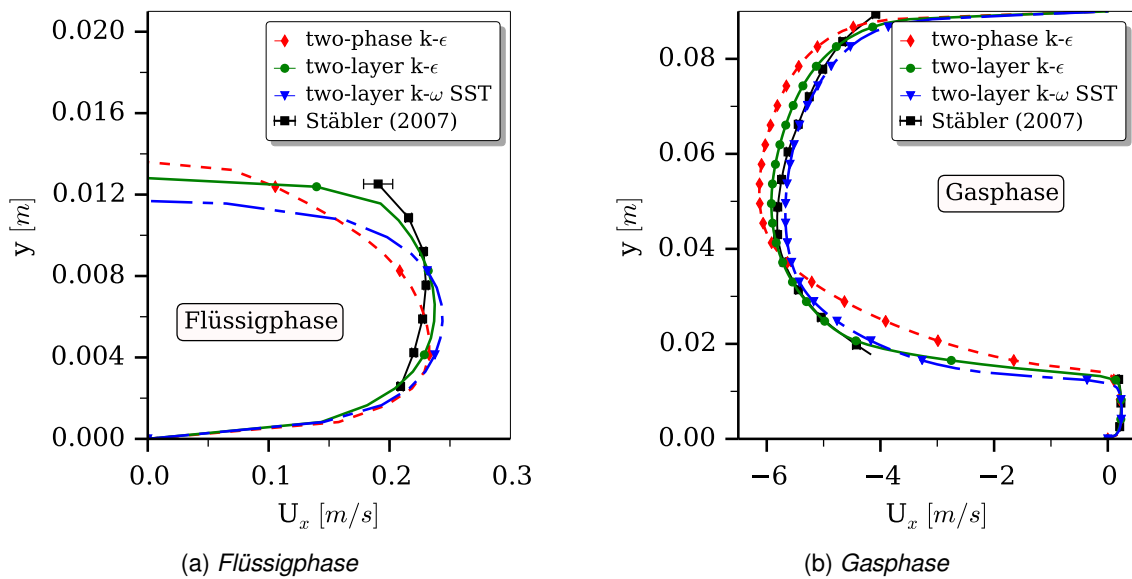 0.020
0.016
0.012
0.008
0.004
0.000
y [m]
two-phase k-ϵ
two-layer k-ϵ
two-layer k-ω SST
Stäbler (2007)
Flüssigphase
0.0 0.1 0.2 0.3
U_x [m/s]
(a) Flüssigphase
0.08
0.06
0.04
0.02
0.00
y [m]
two-phase k-ϵ
two-layer k-ϵ
two-layer k-ω SST
Stäbler (2007)
Gasphase
−6 −4 −2 0
U_x [m/s]
(b) Gasphase